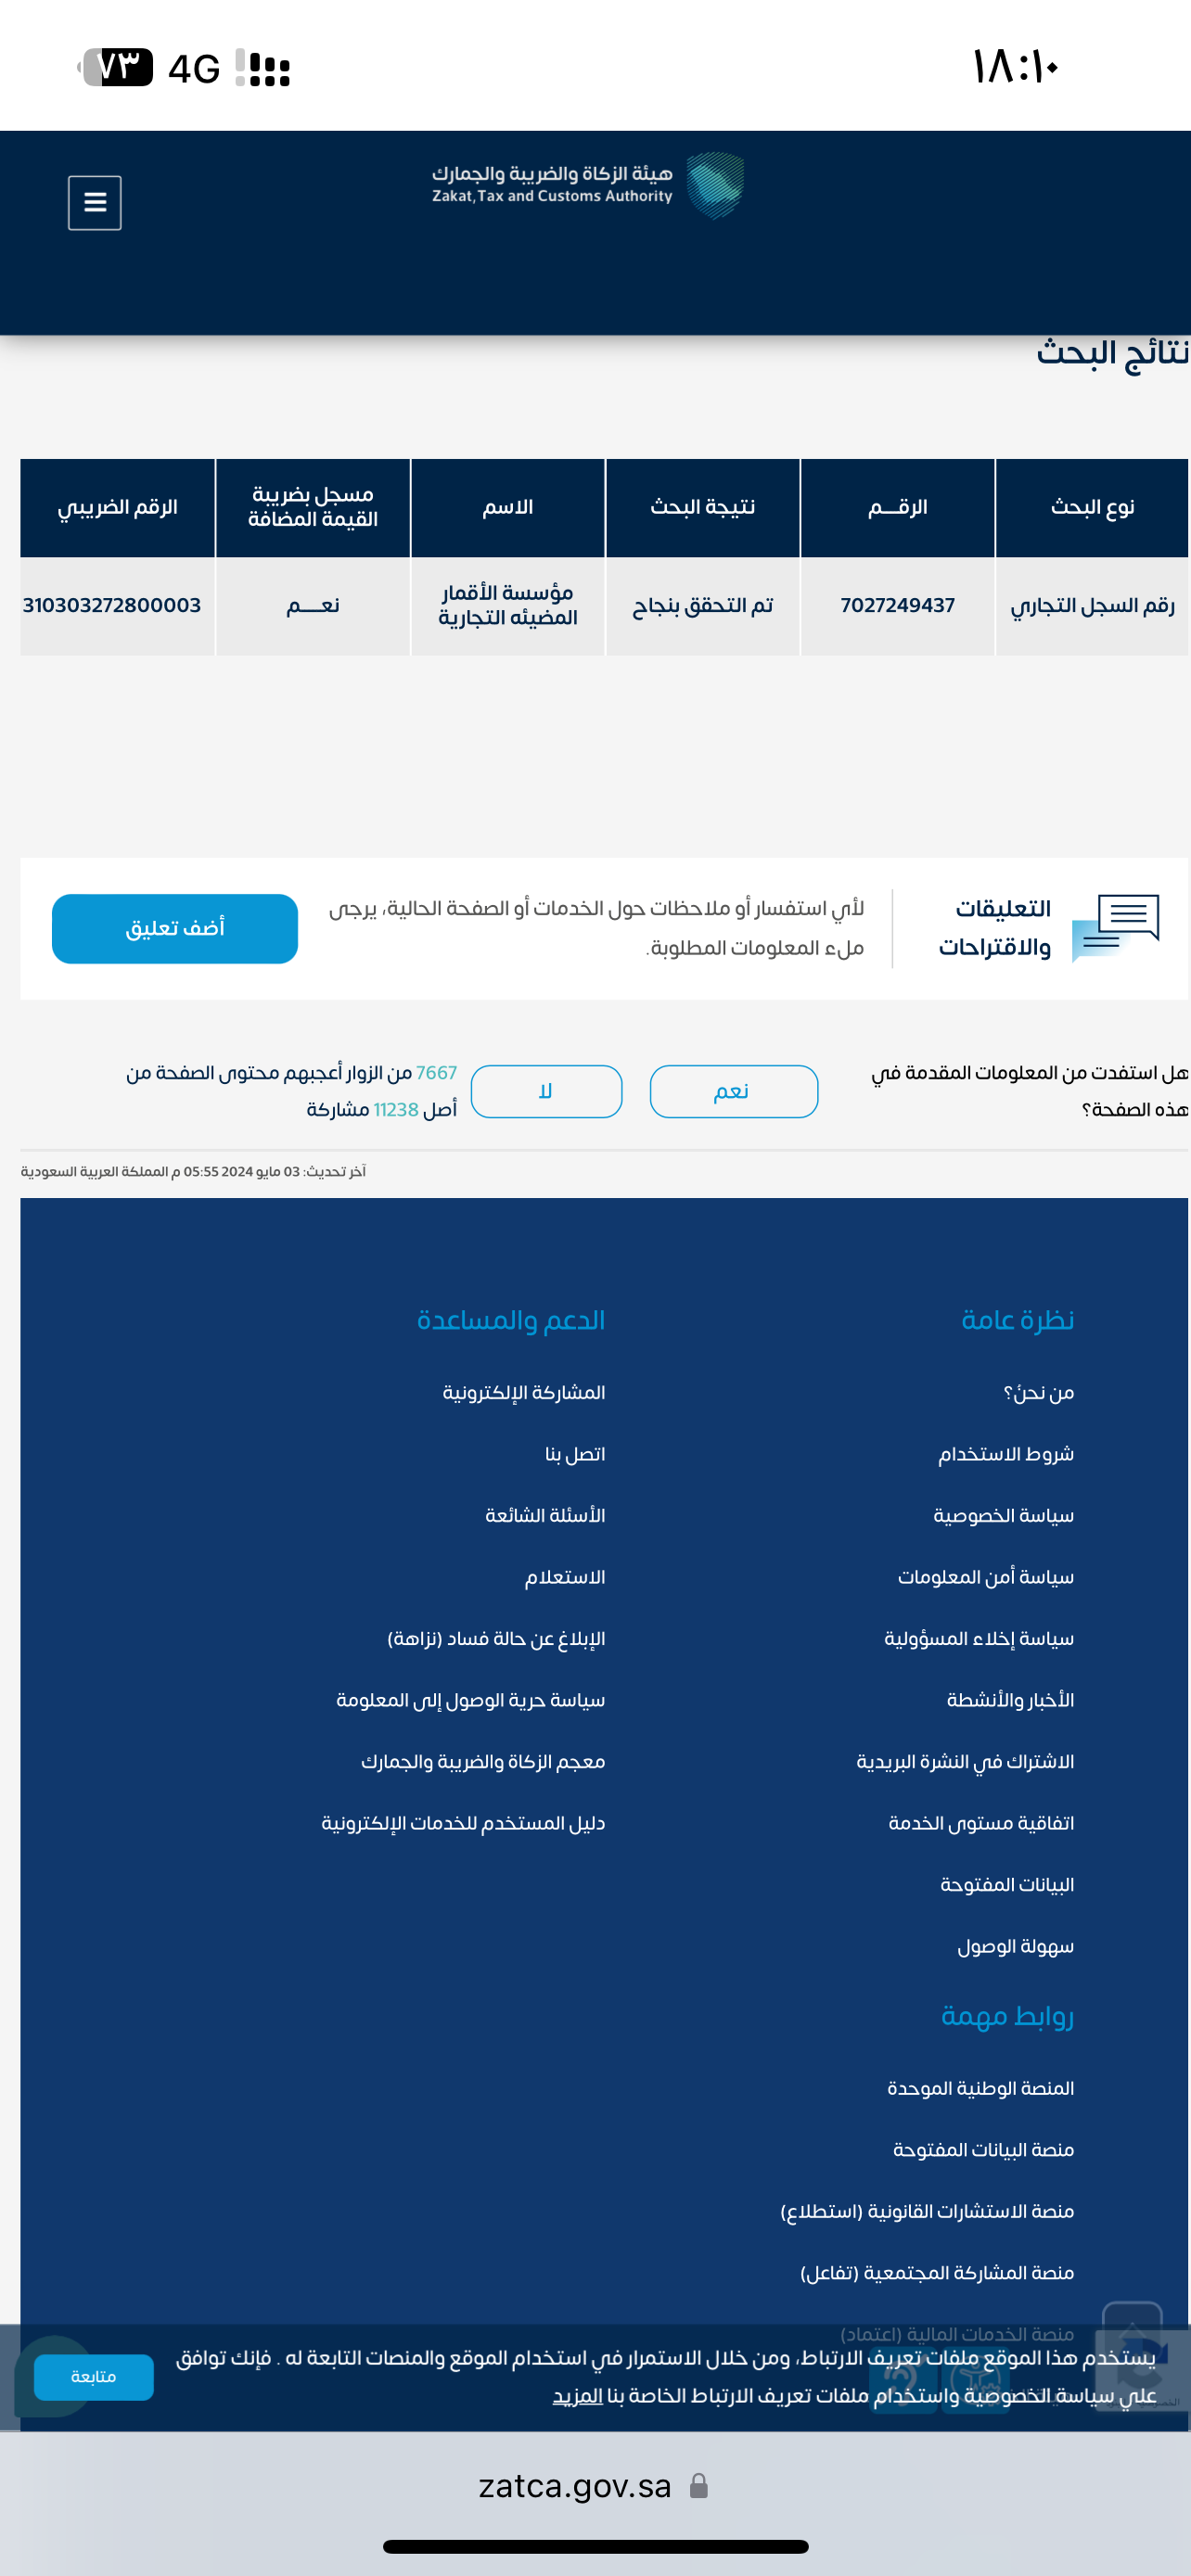 ١٨:١٠
4G
٧٣
هيئة الزكاة والضريبة والجمارك
Zakat,Tax and Customs Authority
نتائج البحث
نوع البحث
الرقـــم
نتيجة البحث
الاسم
مسجل بضريبة
القيمة المضافة
الرقم الضريبي
رقم السجل التجاري
7027249437
تم التحقق بنجاح
مؤسسة الأقمار
المضيئه التجارية
نعـــم
310303272800003
التعليقات
والاقتراحات
لأي استفسار أو ملاحظات حول الخدمات أو الصفحة الحالية، يرجى
ملء المعلومات المطلوبة.
أضف تعليق
هل استفدت من المعلومات المقدمة في
هذه الصفحة؟
نعم
لا
7667 من الزوار أعجبهم محتوى الصفحة من
أصل 11238 مشاركة
آخر تحديث: 03 مايو 2024 05:55 م المملكة العربية السعودية
نظرة عامة
من نحنُ؟
شروط الاستخدام
سياسة الخصوصية
سياسة أمن المعلومات
سياسة إخلاء المسؤولية
الأخبار والأنشطة
الاشتراك في النشرة البريدية
اتفاقية مستوى الخدمة
البيانات المفتوحة
سهولة الوصول
الدعم والمساعدة
المشاركة الإلكترونية
اتصل بنا
الأسئلة الشائعة
الاستعلام
الإبلاغ عن حالة فساد (نزاهة)
سياسة حرية الوصول إلى المعلومة
معجم الزكاة والضريبة والجمارك
دليل المستخدم للخدمات الإلكترونية
روابط مهمة
المنصة الوطنية الموحدة
منصة البيانات المفتوحة
منصة الاستشارات القانونية (استطلاع)
منصة المشاركة المجتمعية (تفاعل)
منصة الخدمات المالية (اعتماد)
يستخدم هذا الموقع ملفات تعريف الارتباط، ومن خلال الاستمرار في استخدام الموقع والمنصات التابعة له . فإنك توافق
علي سياسة الخصوصية واستخدام ملفات تعريف الارتباط الخاصة بنا المزيد
متابعة
zatca.gov.sa